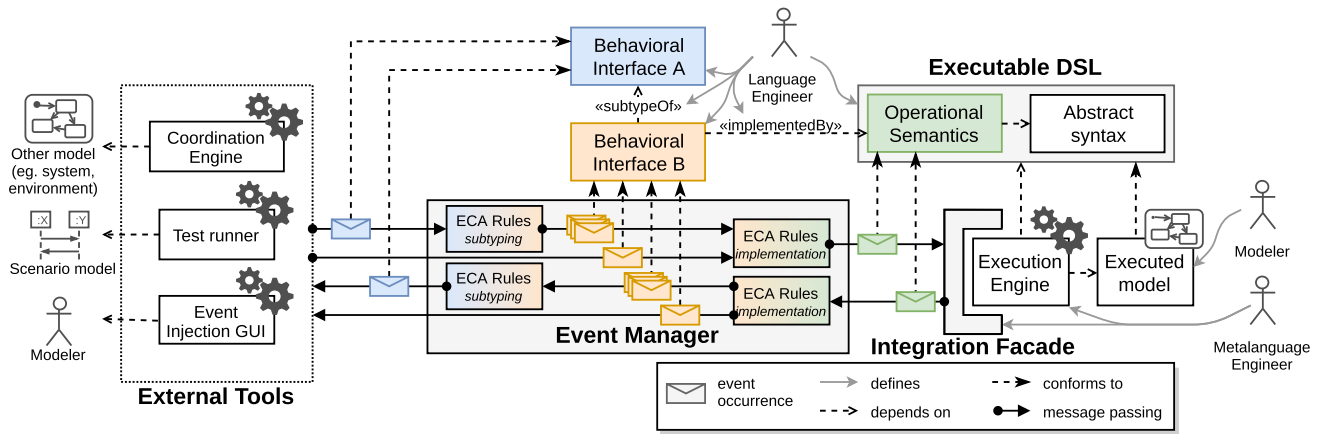 Behavioral
Interface A
Language
Engineer
Executable DSL
«subtypeOf»
«implementedBy»
Operational
Semantics
Abstract
syntax
Coordination
Engine
Other model
(eg. system,
environment)
Behavioral
Interface B
:X
:Y
Test runner
Scenario model
ECA Rules
subtyping
ECA Rules
implementation
ECA Rules
subtyping
ECA Rules
implementation
Execution
Engine
Executed
model
Modeler
Event
Injection GUI
Modeler
Event Manager
Integration Facade
Metalanguage
Engineer
External Tools
event
occurrence
defines
depends on
conforms to
message passing